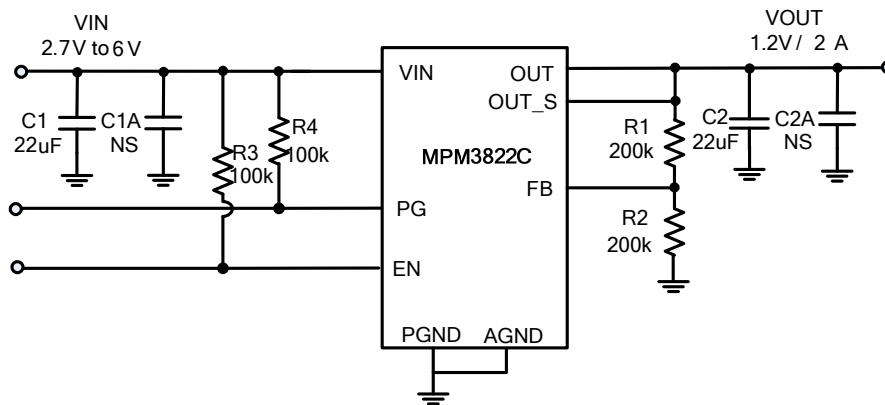 VIN
2.7V to 6V
VOUT
1.2V / 2 A
VIN
OUT
OUT_S
C1
22uF
C1A
NS
R3
100k
R4
100k
MPM3822C
R1
200k
C2
22uF
C2A
NS
FB
PG
R2
200k
EN
PGND
AGND